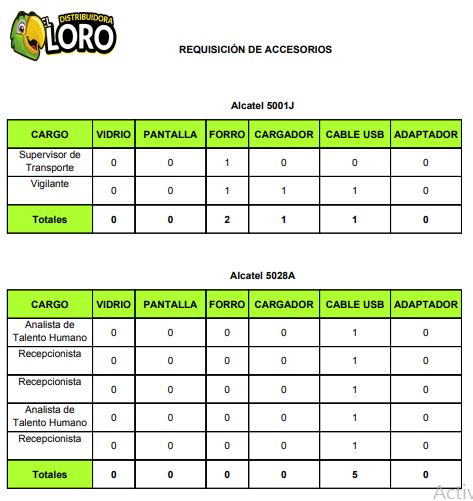 EL DISTRIBUIDORA
LORO
REQUISICIÓN DE ACCESORIOS
Alcatel 5001J
CARGO VIDRIO PANTALLA FORRO CARGADOR CABLE USB ADAPTADOR
Supervisor de
Transporte 0 0 1 0 0 0
Vigilante 0 0 1 1 1 0
Totales 0 0 2 1 1 0
Alcatel 5028A
CARGO VIDRIO PANTALLA FORRO CARGADOR CABLE USB ADAPTADOR
Analista de
Talento Humano 0 0 0 0 1 0
Recepcionista 0 0 0 0 1 0
Recepcionista 0 0 0 0 1 0
Analista de
Talento Humano 0 0 0 0 1 0
Recepcionista 0 0 0 0 1 0
Totales 0 0 0 0 5 0
Activ